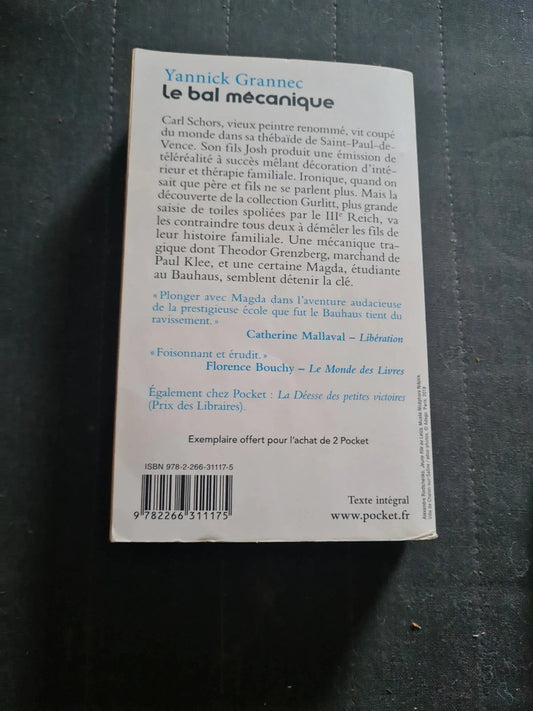 Yannick Grannec
Le bal mécanique
Carl Schors, vieux peintre renommé, vit coupé
du monde dans sa thébaïde de Saint-Paul-de-
Vence. Son fils Josh produit une émission de
téléréalité à succès mêlant décoration d'inté-
rieur et thérapie familiale. Ironique, quand on
sait que père et fils ne se parlent plus. Mais la
découverte de la collection Gurlitt, plus grande
saisie de toiles spoliées par le IIIe Reich, va
les contraindre tous deux à démêler les fils de
leur histoire familiale. Une mécanique tra-
gique dont Theodor Grenzberg, marchand de
Paul Klee, et une certaine Magda, étudiante
au Bauhaus, semblent détenir la clé.
« Plonger avec Magda dans l'aventure audacieuse
de la prestigieuse école que fut le Bauhaus tient du
ravissement. »
Catherine Mallaval – Libération
« Foisonnant et érudit. »
Florence Bouchy – Le Monde des Livres
Également chez Pocket : La Déesse des petites victoires
(Prix des Libraires).
Exemplaire offert pour l'achat de 2 Pocket
ISBN 978-2-266-31117-5
9 782266 311175
Texte intégral
www.pocket.fr